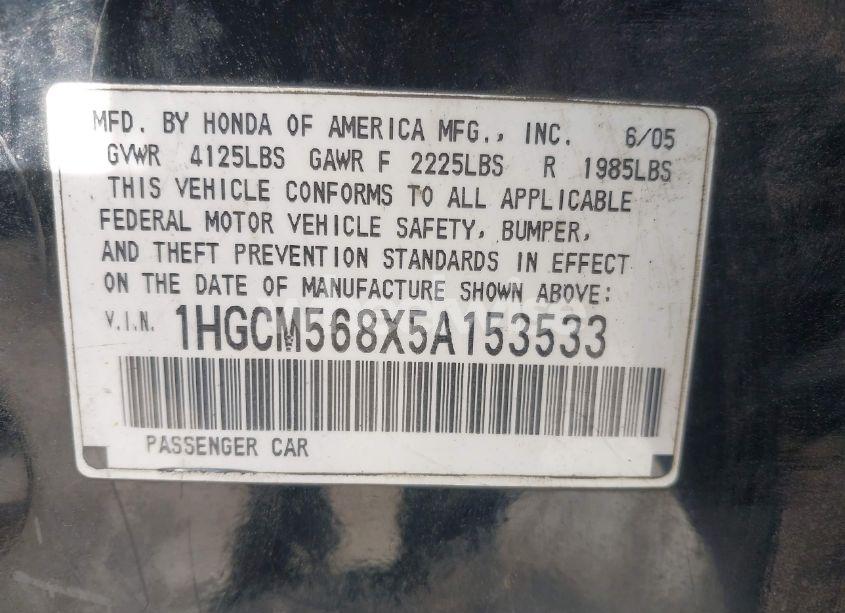 MFD. BY HONDA OF AMERICA MFG., INC. 6/05
GVWR 4125LBS GAWR F 2225LBS R 1985LBS
THIS VEHICLE CONFORMS TO ALL APPLICABLE
FEDERAL MOTOR VEHICLE SAFETY, BUMPER,
AND THEFT PREVENTION STANDARDS IN EFFECT
ON THE DATE OF MANUFACTURE SHOWN ABOVE:
V.I.N. 1HGCM568X5A153533
PASSENGER CAR